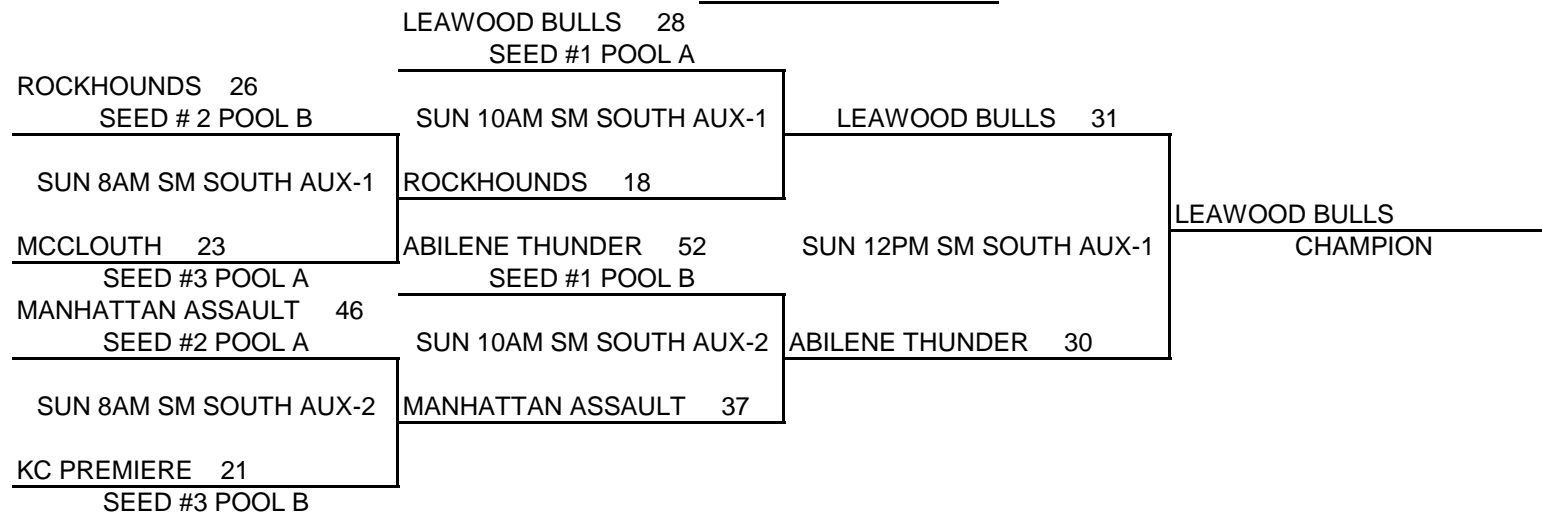 LEAWOOD BULLS 28
SEED #1 POOL A
ROCKHOUNDS 26
SEED # 2 POOL B
SUN 10AM SM SOUTH AUX-1
LEAWOOD BULLS 31
SUN 8AM SM SOUTH AUX-1
ROCKHOUNDS 18
LEAWOOD BULLS
CHAMPION
MCCLOUTH 23
SEED #3 POOL A
ABILENE THUNDER 52
SEED #1 POOL B
SUN 12PM SM SOUTH AUX-1
MANHATTAN ASSAULT 46
SEED #2 POOL A
SUN 10AM SM SOUTH AUX-2
ABILENE THUNDER 30
SUN 8AM SM SOUTH AUX-2
MANHATTAN ASSAULT 37
KC PREMIERE 21
SEED #3 POOL B